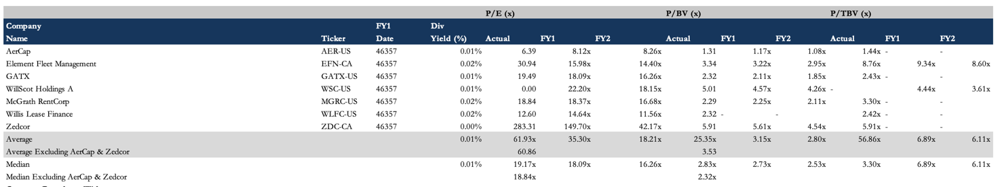 P/E (x) P/BV (x) P/TBV (x)
Company FY1 Div
Name Ticker Date Yield (%) Actual FY1 FY2 Actual FY1 FY2 Actual FY1 FY2
AerCap AER-US 46357 0.01% 6.39 8.12x 8.26x 1.31 1.17x 1.08x 1.44x - -
Element Fleet Management EFN-CA 46357 0.02% 30.94 15.98x 14.40x 3.34 3.22x 2.95x 8.76x 9.34x 8.60x
GATX GATX-US 46357 0.01% 19.49 18.09x 16.26x 2.32 2.11x 1.85x 2.43x - -
WillScot Holdings A WSC-US 46357 0.01% 0.00 22.20x 18.15x 5.01 4.57x 4.26x - 4.44x 3.61x
McGrath RentCorp MGRC-US 46357 0.02% 18.84 18.37x 16.68x 2.29 2.25x 2.11x 3.30x - -
Willis Lease Finance WLFC-US 46357 0.02% 12.60 14.64x 11.56x 2.32 - - 2.42x - -
Zedcor ZDC-CA 46357 0.00% 283.31 149.70x 42.17x 5.91 5.61x 4.54x 5.91x - -
Average 0.01% 61.93x 35.30x 18.21x 25.35x 3.15x 2.80x 56.86x 6.89x 6.11x
Average Excluding AerCap & Zedcor 60.86 3.53
Median 0.01% 19.17x 18.09x 16.26x 2.83x 2.73x 2.53x 3.30x 6.89x 6.11x
Median Excluding AerCap & Zedcor 18.84x 2.32x